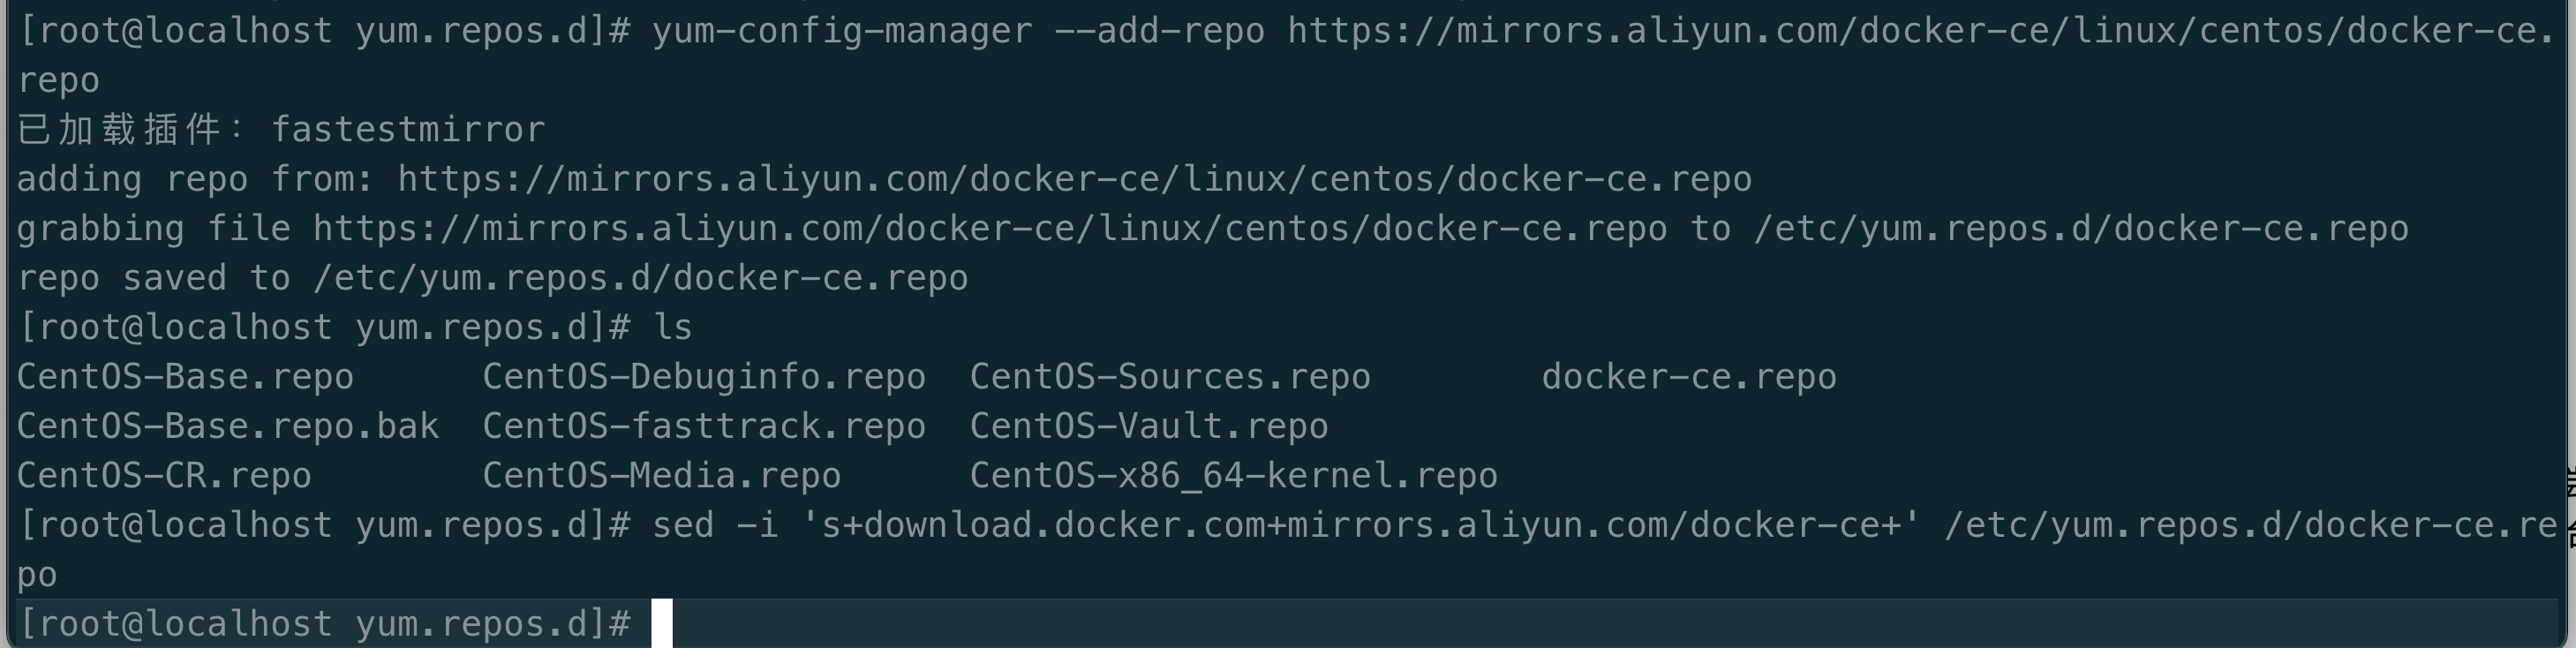 [root@localhost yum.repos.d]# yum-config-manager --add-repo https://mirrors.aliyun.com/docker-ce/linux/centos/docker-ce.
repo
已加载插件：fastestmirror
adding repo from: https://mirrors.aliyun.com/docker-ce/linux/centos/docker-ce.repo
grabbing file https://mirrors.aliyun.com/docker-ce/linux/centos/docker-ce.repo to /etc/yum.repos.d/docker-ce.repo
repo saved to /etc/yum.repos.d/docker-ce.repo
[root@localhost yum.repos.d]# ls
CentOS-Base.repo      CentOS-Debuginfo.repo  CentOS-Sources.repo        docker-ce.repo
CentOS-Base.repo.bak  CentOS-fasttrack.repo  CentOS-Vault.repo
CentOS-CR.repo        CentOS-Media.repo      CentOS-x86_64-kernel.repo
[root@localhost yum.repos.d]# sed -i 's+download.docker.com+mirrors.aliyun.com/docker-ce+' /etc/yum.repos.d/docker-ce.re
po
[root@localhost yum.repos.d]#